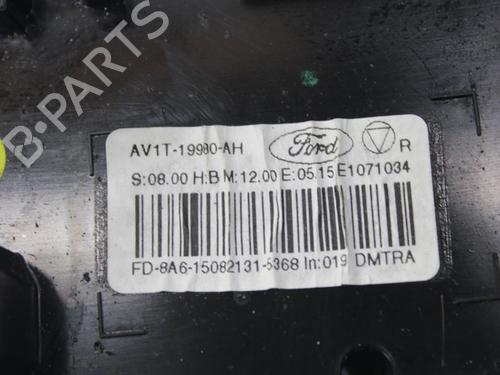 B-PARTS
AV1T-19980-AH Ford R
S:08.00 H:B M:12.00 E:05.15 E1071034
FD-8A6-15082131-5368 In:019 DMTRA